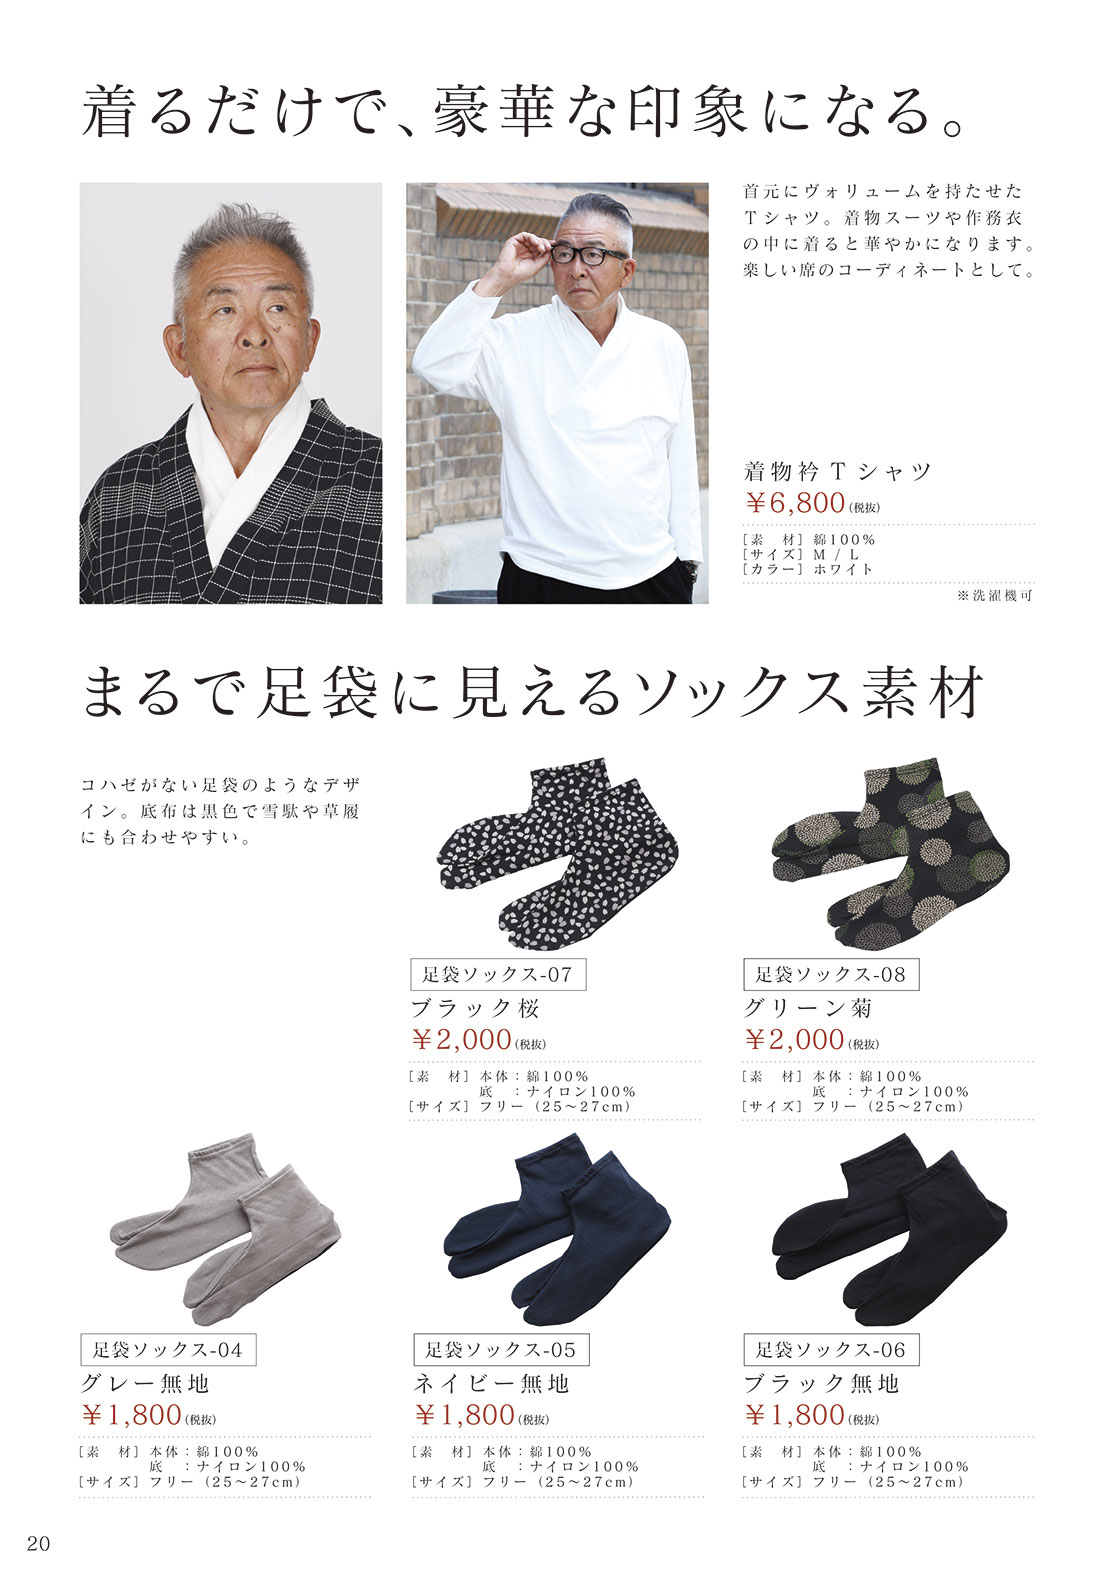 着るだけで、豪華な印象になる。
首元にヴォリュームを持たせた
Tシャツ。着物スーツや作務衣
の中に着ると華やかになります。
楽しい席のコーディネートとして。
着物衿Tシャツ
¥6,800(税抜)
[素　材] 綿100%
[サイズ] M / L
[カラー] ホワイト
※洗濯機可
まるで足袋に見えるソックス素材
コハゼがない足袋のようなデザ
イン。底布は黒色で雪駄や草履
にも合わせやすい。
足袋ソックス-07
ブラック桜
¥2,000(税抜)
[素　材] 本体：綿100%
底　：ナイロン100%
[サイズ] フリー（25〜27cm）
足袋ソックス-08
グリーン菊
¥2,000(税抜)
[素　材] 本体：綿100%
底　：ナイロン100%
[サイズ] フリー（25〜27cm）
足袋ソックス-04
グレー無地
¥1,800(税抜)
[素　材] 本体：綿100%
底　：ナイロン100%
[サイズ] フリー（25〜27cm）
足袋ソックス-05
ネイビー無地
¥1,800(税抜)
[素　材] 本体：綿100%
底　：ナイロン100%
[サイズ] フリー（25〜27cm）
足袋ソックス-06
ブラック無地
¥1,800(税抜)
[素　材] 本体：綿100%
底　：ナイロン100%
[サイズ] フリー（25〜27cm）
20